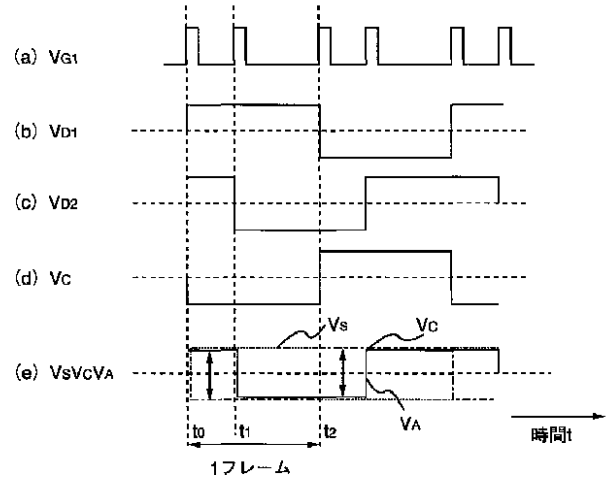 (a) VG1
(b) VD1
(c) VD2
(d) VC
VS VC
(e) VSVCVA
VA
t0 t1 t2
時間t
1フレーム